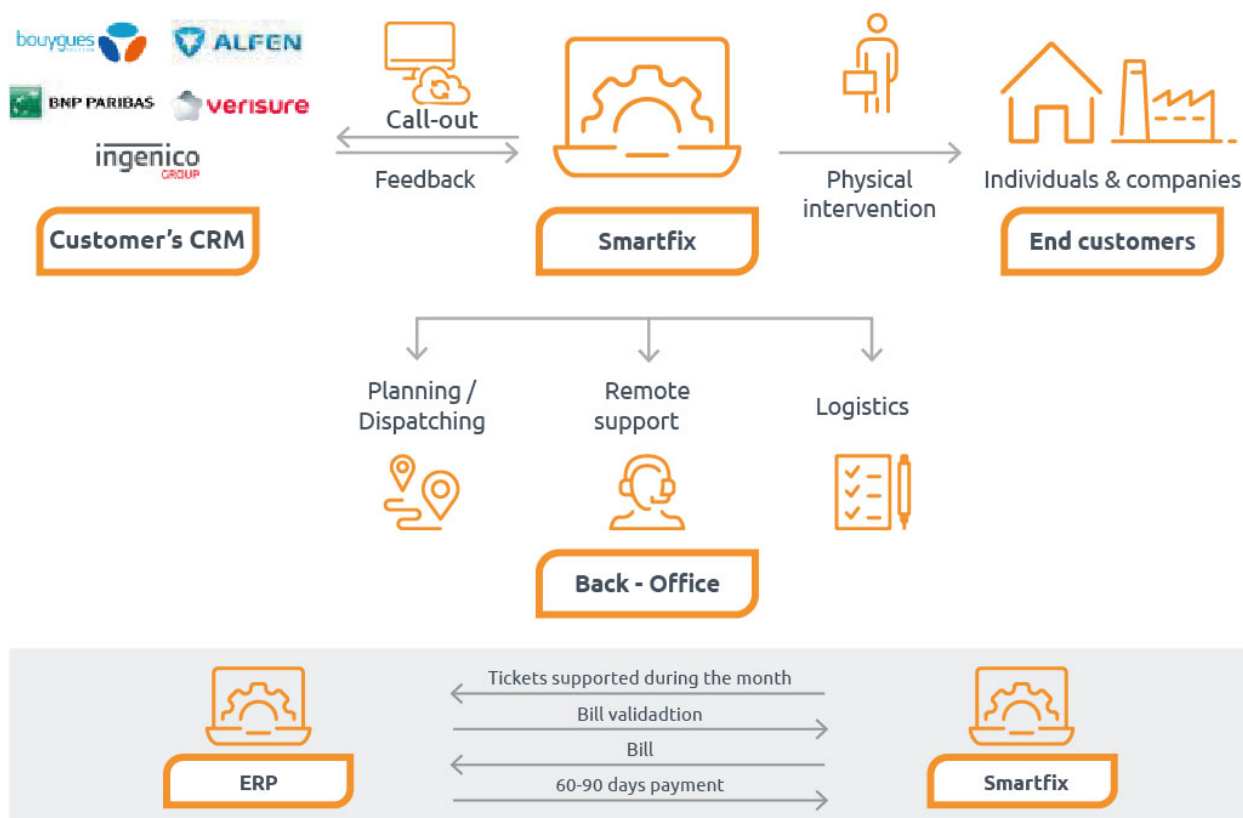 bouygues
ALFEN
BNP PARIBAS
verisure
ingenico
GROUP
Call-out
Feedback
Physical
intervention
Individuals & companies
Customer's CRM
Smartfix
End customers
Planning /
Dispatching
Remote
support
Logistics
Back - Office
Tickets supported during the month
Bill validadtion
Bill
60-90 days payment
ERP
Smartfix